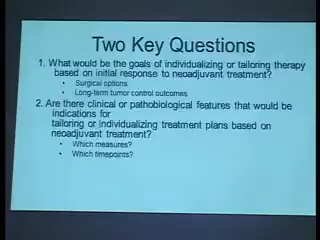 Two Key Questions
1. What would be the goals of individualizing or tailoring therapy
based on initial response to neoadjuvant treatment?
• Surgical options
• Long-term tumor control outcomes
2. Are there clinical or pathobiological features that would be
indications for
tailoring or individualizing treatment plans based on
neoadjuvant treatment?
• Which measures?
• Which timepoints?